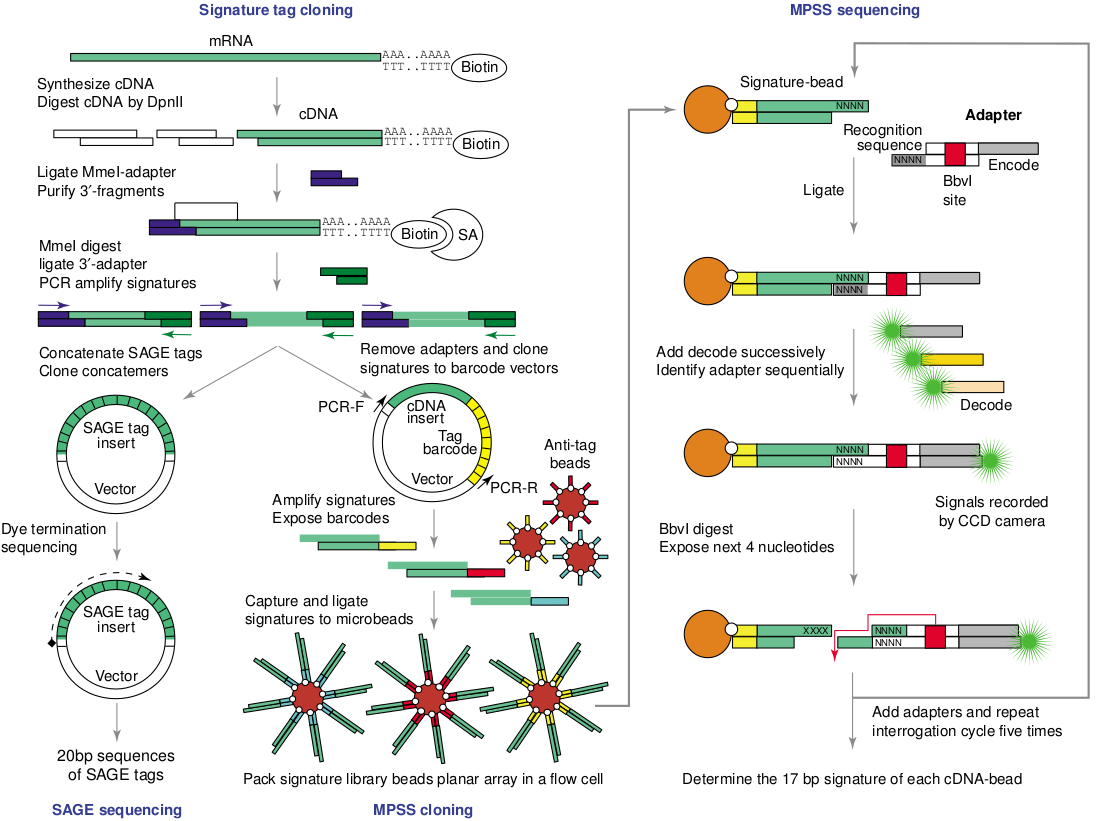 Signature tag cloning
mRNA
AAA..AAAA
TTT..TTTT
Biotin
Synthesize cDNA
Digest cDNA by DpnII
cDNA
AAA..AAAA
TTT..TTTT
Biotin
Ligate MmeI-adapter
Purify 3′-fragments
AAA..AAAA
TTT..TTTT
Biotin
SA
MmeI digest
ligate 3′-adapter
PCR amplify signatures
Concatenate SAGE tags
Clone concatemers
Remove adapters and clone
signatures to barcode vectors
SAGE tag
insert
Vector
Dye termination
sequencing
SAGE tag
insert
Vector
20bp sequences
of SAGE tags
SAGE sequencing
PCR-F
cDNA
insert
Tag
barcode
Vector
PCR-R
Anti-tag
beads
Amplify signatures
Expose barcodes
Capture and ligate
signatures to microbeads
Pack signature library beads planar array in a flow cell
MPSS cloning
MPSS sequencing
Signature-bead
NNNN
Adapter
Recognition
sequence
NNNN
Encode
BbvI
site
Ligate
NNNN
NNNN
Add decode successively
Identify adapter sequentially
Decode
NNNN
NNNN
Signals recorded
by CCD camera
BbvI digest
Expose next 4 nucleotides
XXXX
NNNN
NNNN
Add adapters and repeat
interrogation cycle five times
Determine the 17 bp signature of each cDNA-bead